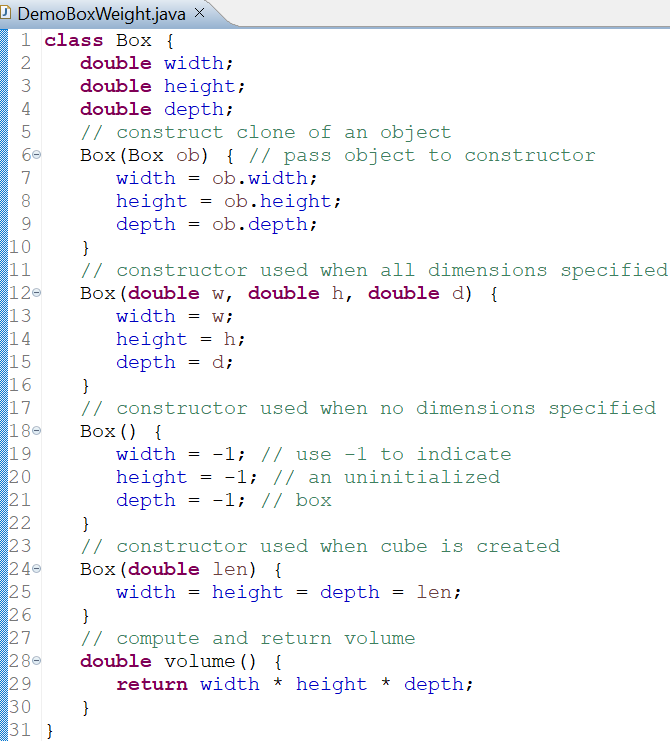 DemoBoxWeight.java
1 class Box {
2    double width;
3    double height;
4    double depth;
5    // construct clone of an object
6    Box(Box ob) { // pass object to constructor
7       width = ob.width;
8       height = ob.height;
9       depth = ob.depth;
10    }
11    // constructor used when all dimensions specified
12    Box(double w, double h, double d) {
13       width = w;
14       height = h;
15       depth = d;
16    }
17    // constructor used when no dimensions specified
18    Box() {
19       width = -1; // use -1 to indicate
20       height = -1; // an uninitialized
21       depth = -1; // box
22    }
23    // constructor used when cube is created
24    Box(double len) {
25       width = height = depth = len;
26    }
27    // compute and return volume
28    double volume() {
29       return width * height * depth;
30    }
31 }